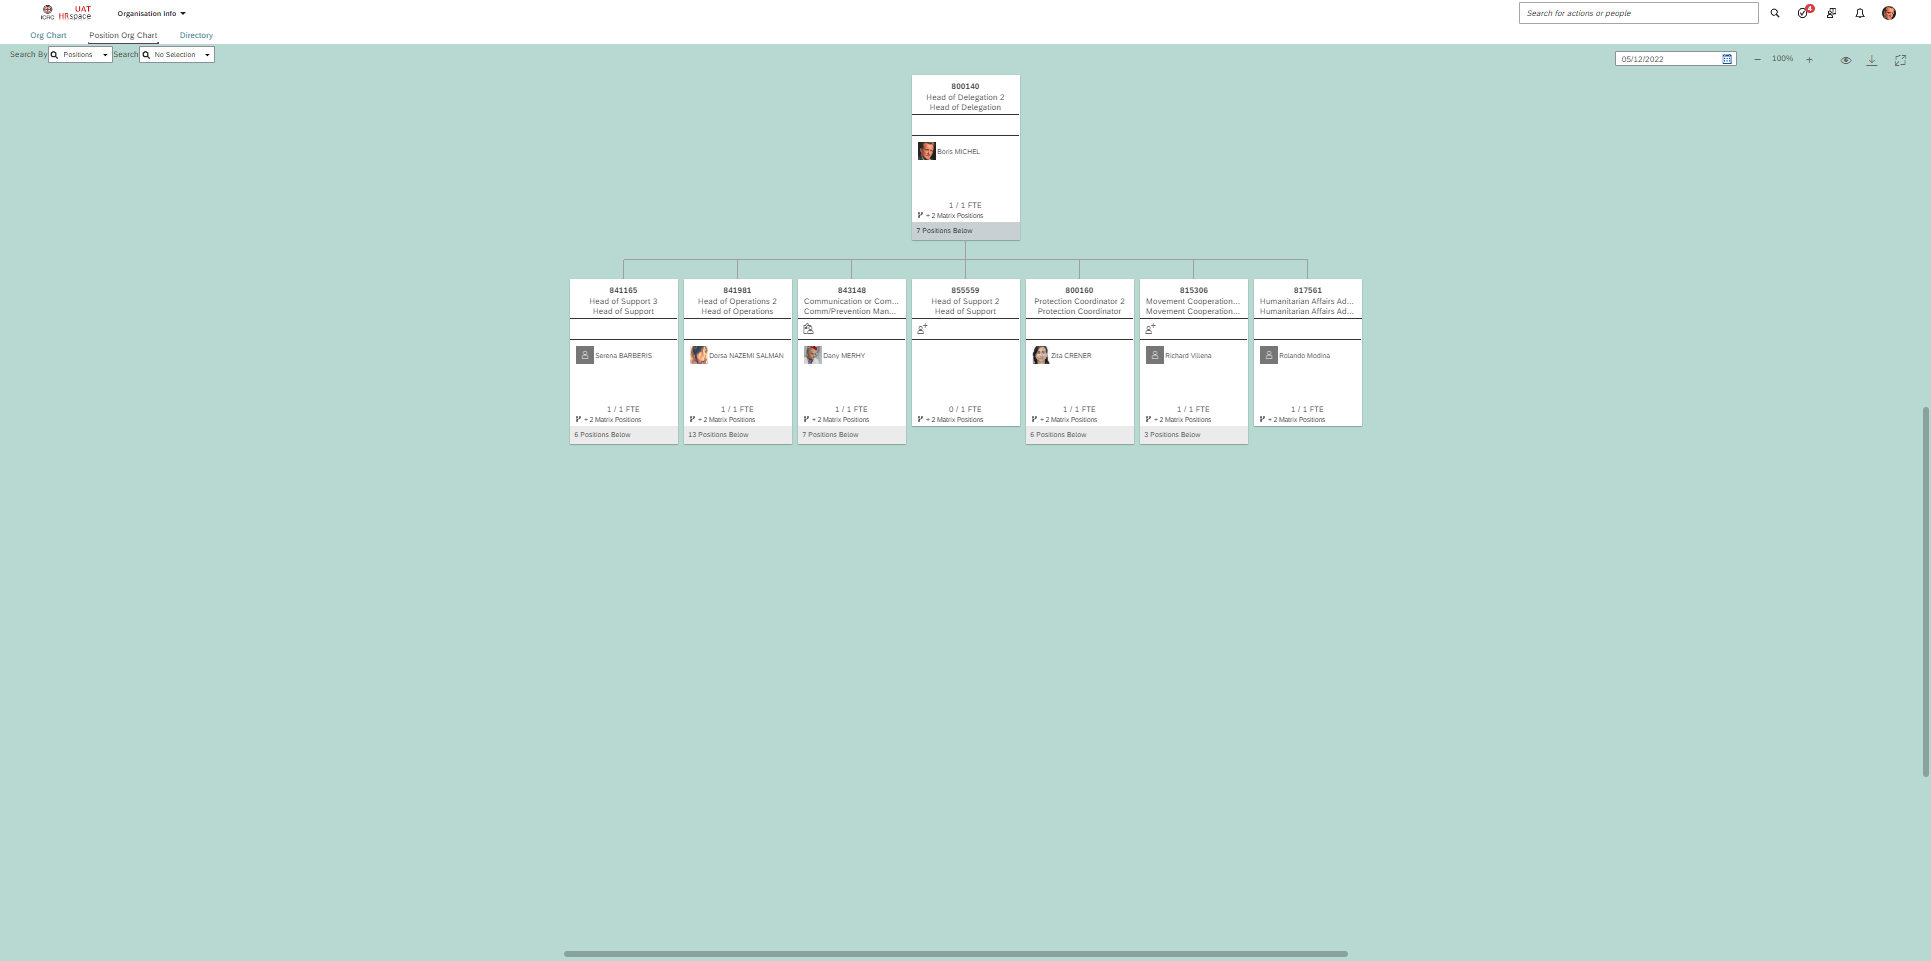 ICRC
UAT
HRspace
Organisation Info
Search for actions or people
4
Org Chart
Position Org Chart
Directory
Search By
Positions
Search
No Selection
05/12/2022
100%
800140
Head of Delegation 2
Head of Delegation
Boris MICHEL
1 / 1 FTE
+ 2 Matrix Positions
7 Positions Below
841165
Head of Support 3
Head of Support
Serena BARBERIS
1 / 1 FTE
+ 2 Matrix Positions
6 Positions Below
841981
Head of Operations 2
Head of Operations
Dorsa NAZEMI SALMAN
1 / 1 FTE
+ 2 Matrix Positions
13 Positions Below
843148
Communication or Com...
Comm/Prevention Man...
Dany MERHY
1 / 1 FTE
+ 2 Matrix Positions
7 Positions Below
855559
Head of Support 2
Head of Support
0 / 1 FTE
+ 2 Matrix Positions
800160
Protection Coordinator 2
Protection Coordinator
Zita CRENER
1 / 1 FTE
+ 2 Matrix Positions
6 Positions Below
815306
Movement Cooperation...
Movement Cooperation...
Richard Villena
1 / 1 FTE
+ 2 Matrix Positions
3 Positions Below
817561
Humanitarian Affairs Ad...
Humanitarian Affairs Ad...
Rolando Modina
1 / 1 FTE
+ 2 Matrix Positions